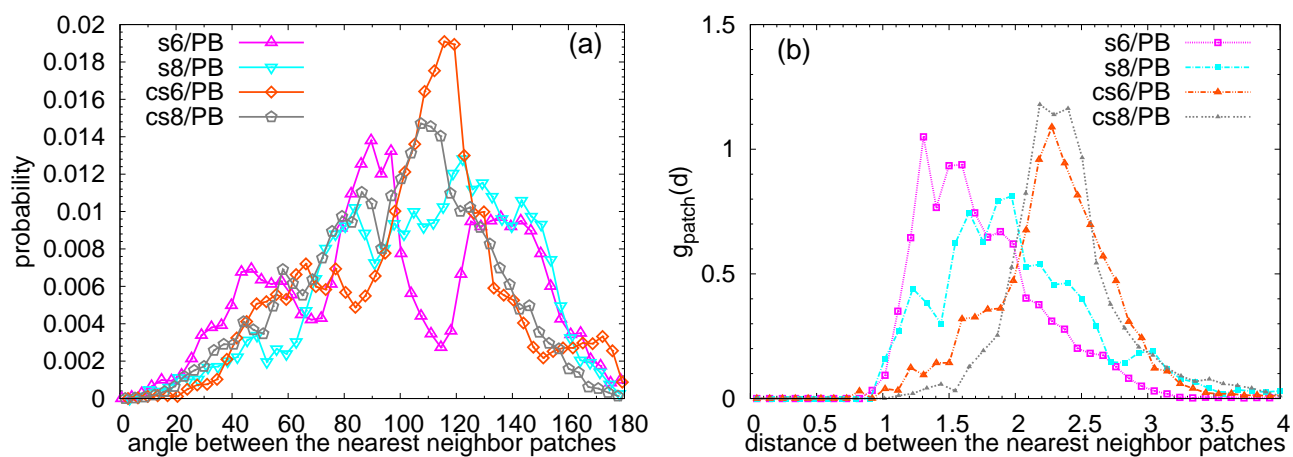 (a)
s6/PB
s8/PB
cs6/PB
cs8/PB
probability
0.02
0.018
0.016
0.014
0.012
0.01
0.008
0.006
0.004
0.002
0
0 20 40 60 80 100 120 140 160 180
angle between the nearest neighbor patches
(b)
s6/PB
s8/PB
cs6/PB
cs8/PB
g_patch(d)
1.5
1
0.5
0
0 0.5 1 1.5 2 2.5 3 3.5 4
distance d between the nearest neighbor patches